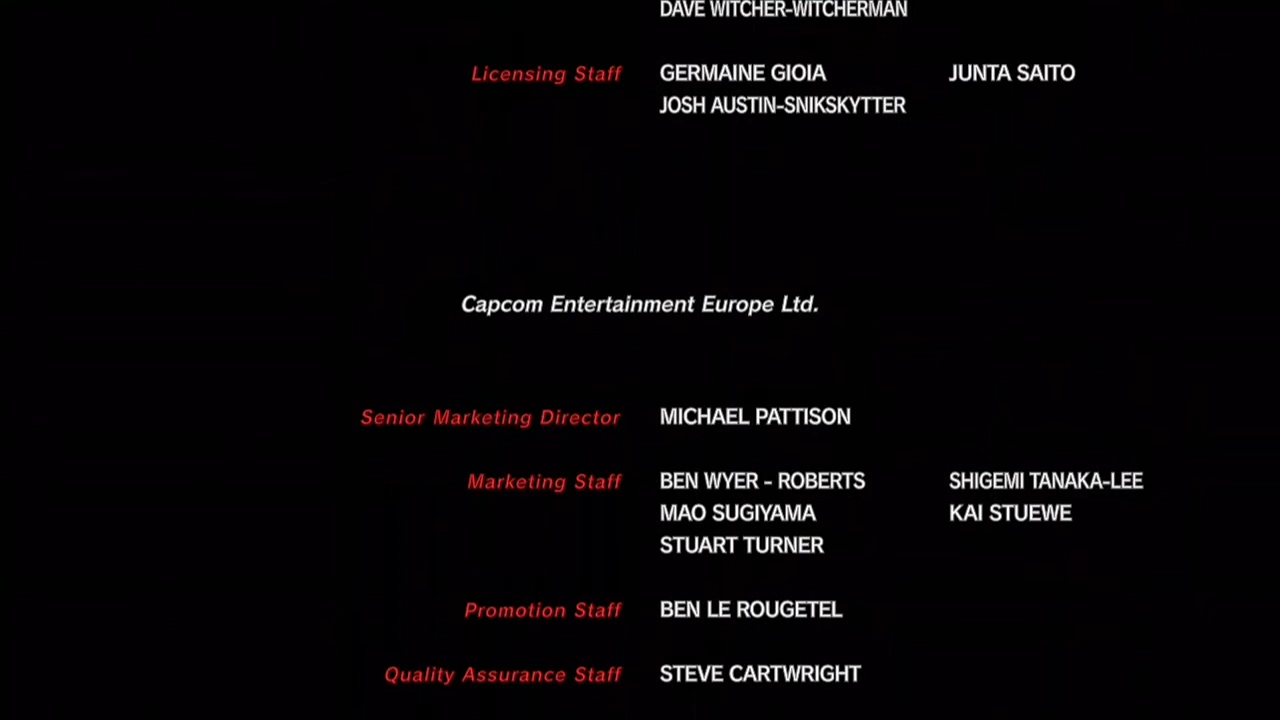 DAVE WITCHER-WITCHERMAN
Licensing Staff GERMAINE GIOIA JUNTA SAITO
JOSH AUSTIN-SNIKSKYTTER
Capcom Entertainment Europe Ltd.
Senior Marketing Director MICHAEL PATTISON
Marketing Staff BEN WYER - ROBERTS SHIGEMI TANAKA-LEE
MAO SUGIYAMA KAI STUEWE
STUART TURNER
Promotion Staff BEN LE ROUGETEL
Quality Assurance Staff STEVE CARTWRIGHT